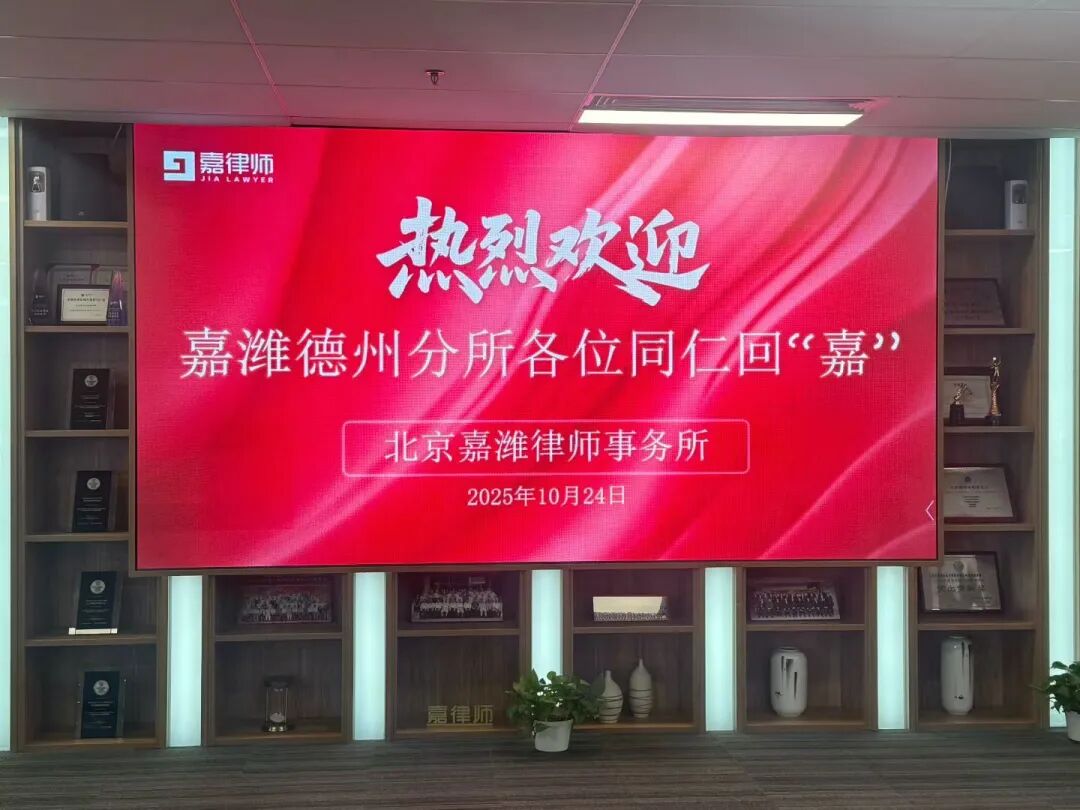 嘉律师
JIA LAWYER
热烈欢迎
嘉潍德州分所各位同仁回“嘉”
北京嘉潍律师事务所
2025年10月24日
嘉律师